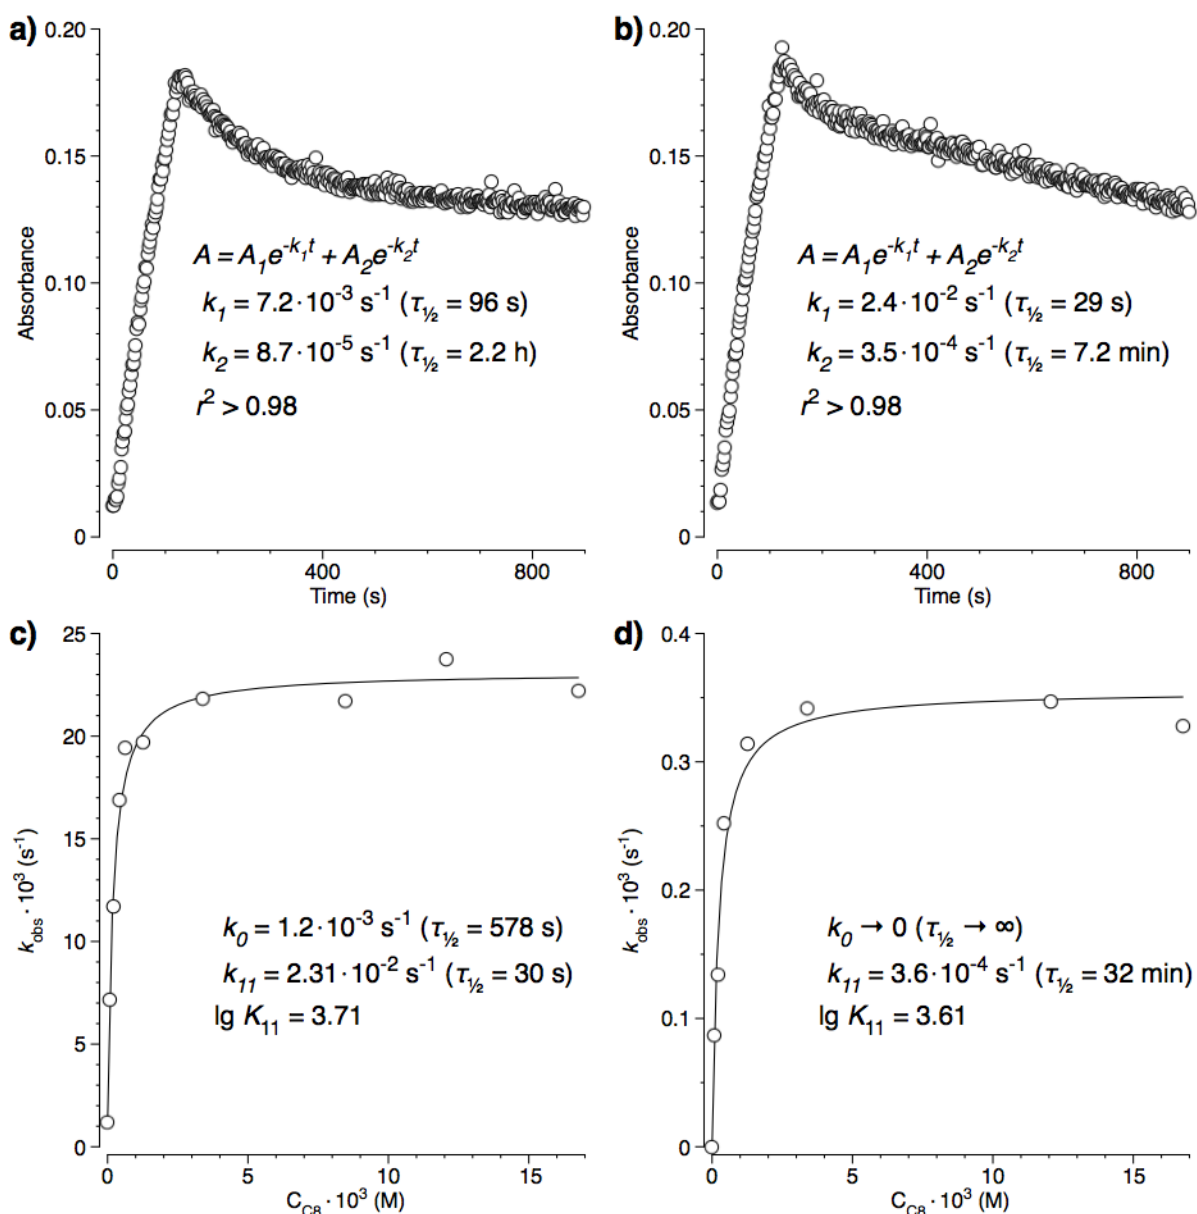 a)
0.20
0.15
0.10
0.05
0
Absorbance
A = A₁e^-k₁t + A₂e^-k₂t
k₁ = 7.2·10⁻³ s⁻¹ (τ½ = 96 s)
k₂ = 8.7·10⁻⁵ s⁻¹ (τ½ = 2.2 h)
r² > 0.98
0 400 800
Time (s)
b)
0.20
0.15
0.10
0.05
0
Absorbance
A = A₁e^-k₁t + A₂e^-k₂t
k₁ = 2.4·10⁻² s⁻¹ (τ½ = 29 s)
k₂ = 3.5·10⁻⁴ s⁻¹ (τ½ = 7.2 min)
r² > 0.98
0 400 800
Time (s)
c)
25
20
15
10
5
0
k_obs · 10³ (s⁻¹)
k₀ = 1.2·10⁻³ s⁻¹ (τ½ = 578 s)
k₁₁ = 2.31·10⁻² s⁻¹ (τ½ = 30 s)
lg K₁₁ = 3.71
0 5 10 15
C_C8 · 10³ (M)
d)
0.4
0.3
0.2
0.1
0
k_obs · 10³ (s⁻¹)
k₀ → 0 (τ½ → ∞)
k₁₁ = 3.6·10⁻⁴ s⁻¹ (τ½ = 32 min)
lg K₁₁ = 3.61
0 5 10 15
C_C8 · 10³ (M)